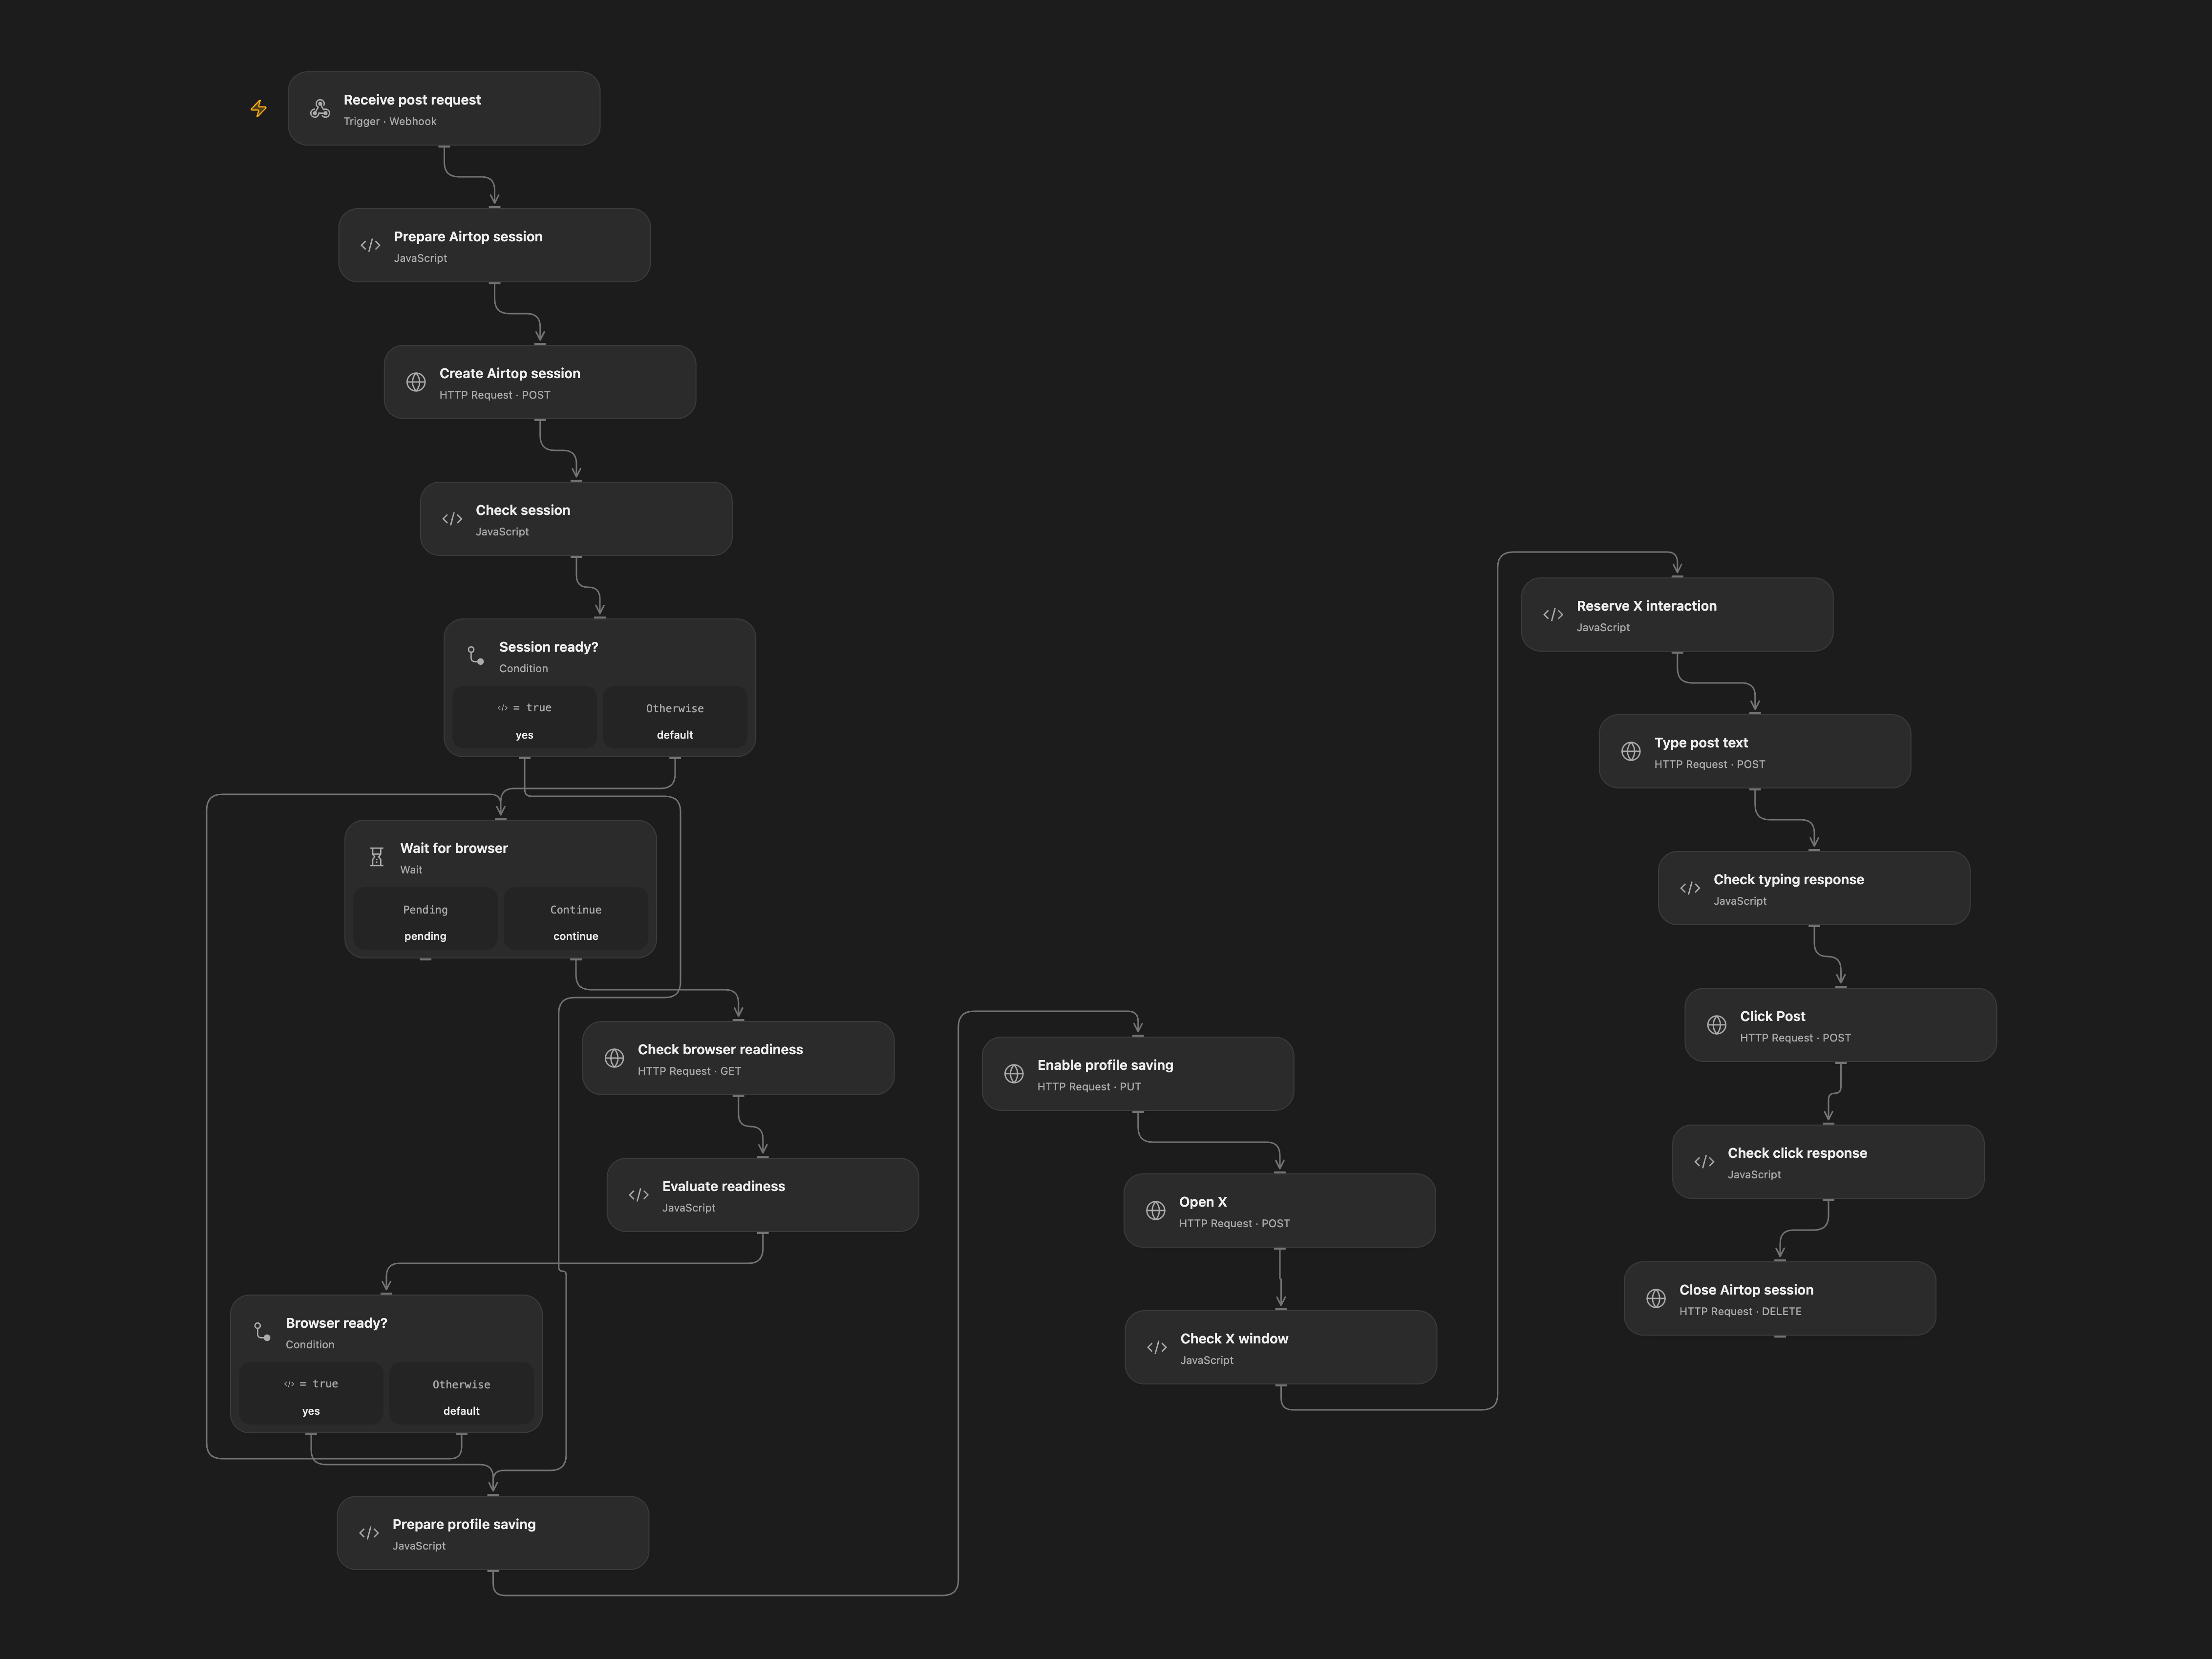 Receive post request
Trigger · Webhook
Prepare Airtop session
JavaScript
Create Airtop session
HTTP Request · POST
Check session
JavaScript
Session ready?
Condition
</> = true
Otherwise
yes
default
Wait for browser
Wait
Pending
Continue
pending
continue
Check browser readiness
HTTP Request · GET
Evaluate readiness
JavaScript
Browser ready?
Condition
</> = true
Otherwise
yes
default
Prepare profile saving
JavaScript
Enable profile saving
HTTP Request · PUT
Open X
HTTP Request · POST
Check X window
JavaScript
Reserve X interaction
JavaScript
Type post text
HTTP Request · POST
Check typing response
JavaScript
Click Post
HTTP Request · POST
Check click response
JavaScript
Close Airtop session
HTTP Request · DELETE